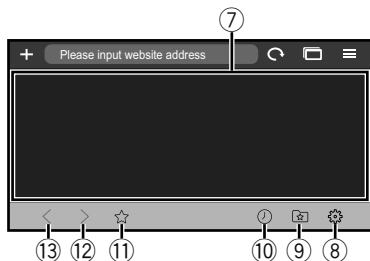 ⑦
+ Please input website address
⑬ ⑫ ⑪ ⑩ ⑨ ⑧